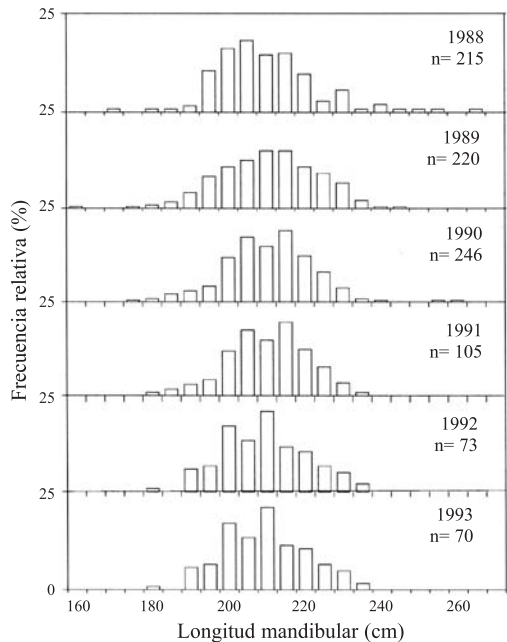 25
1988
n= 215
25
1989
n= 220
25
1990
n= 246
25
1991
n= 105
25
1992
n= 73
25
1993
n= 70
0
160 180 200 220 240 260
Longitud mandibular (cm)
Frecuencia relativa (%)